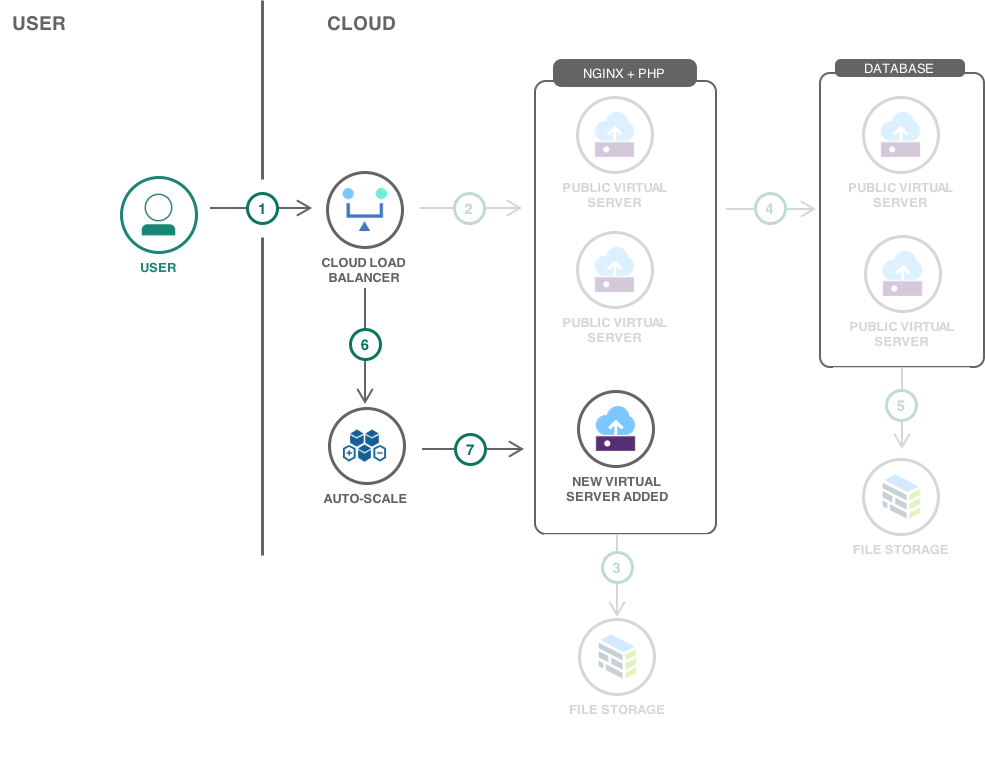 USER
CLOUD
NGINX + PHP
DATABASE
PUBLIC VIRTUAL
SERVER
PUBLIC VIRTUAL
SERVER
1
2
4
USER
CLOUD LOAD
BALANCER
PUBLIC VIRTUAL
SERVER
PUBLIC VIRTUAL
SERVER
6
5
7
AUTO-SCALE
NEW VIRTUAL
SERVER ADDED
FILE STORAGE
3
FILE STORAGE